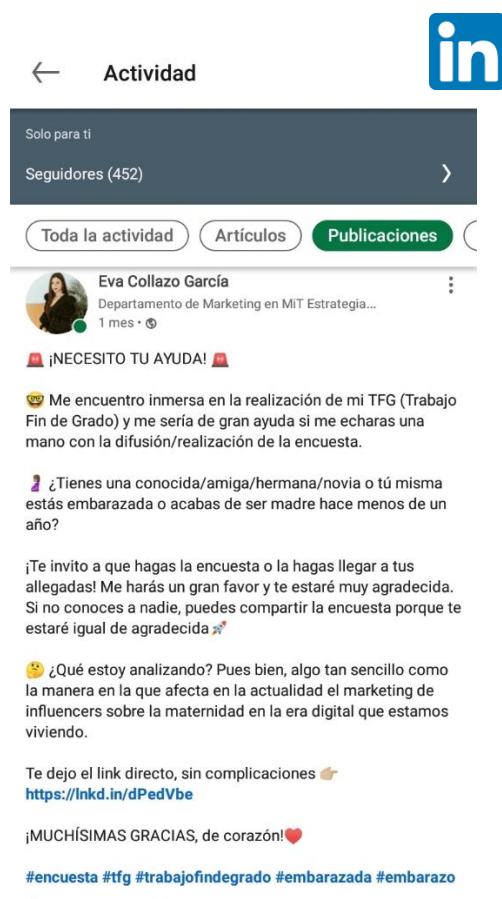 in
Actividad
Solo para ti
Seguidores (452)
Toda la actividad Artículos Publicaciones
Eva Collazo García
Departamento de Marketing en MiT Estrategia...
1 mes •
🚨 ¡NECESITO TU AYUDA! 🚨
🤓 Me encuentro inmersa en la realización de mi TFG (Trabajo
Fin de Grado) y me sería de gran ayuda si me echaras una
mano con la difusión/realización de la encuesta.
🤰 ¿Tienes una conocida/amiga/hermana/novia o tú misma
estás embarazada o acabas de ser madre hace menos de un
año?
¡Te invito a que hagas la encuesta o la hagas llegar a tus
allegadas! Me harás un gran favor y te estaré muy agradecida.
Si no conoces a nadie, puedes compartir la encuesta porque te
estaré igual de agradecida 🚀
🤔 ¿Qué estoy analizando? Pues bien, algo tan sencillo como
la manera en la que afecta en la actualidad el marketing de
influencers sobre la maternidad en la era digital que estamos
viviendo.
Te dejo el link directo, sin complicaciones 👉🏼
https://lnkd.in/dPedVbe
¡MUCHÍSIMAS GRACIAS, de corazón!❤️
#encuesta #tfg #trabajofindegrado #embarazada #embarazo